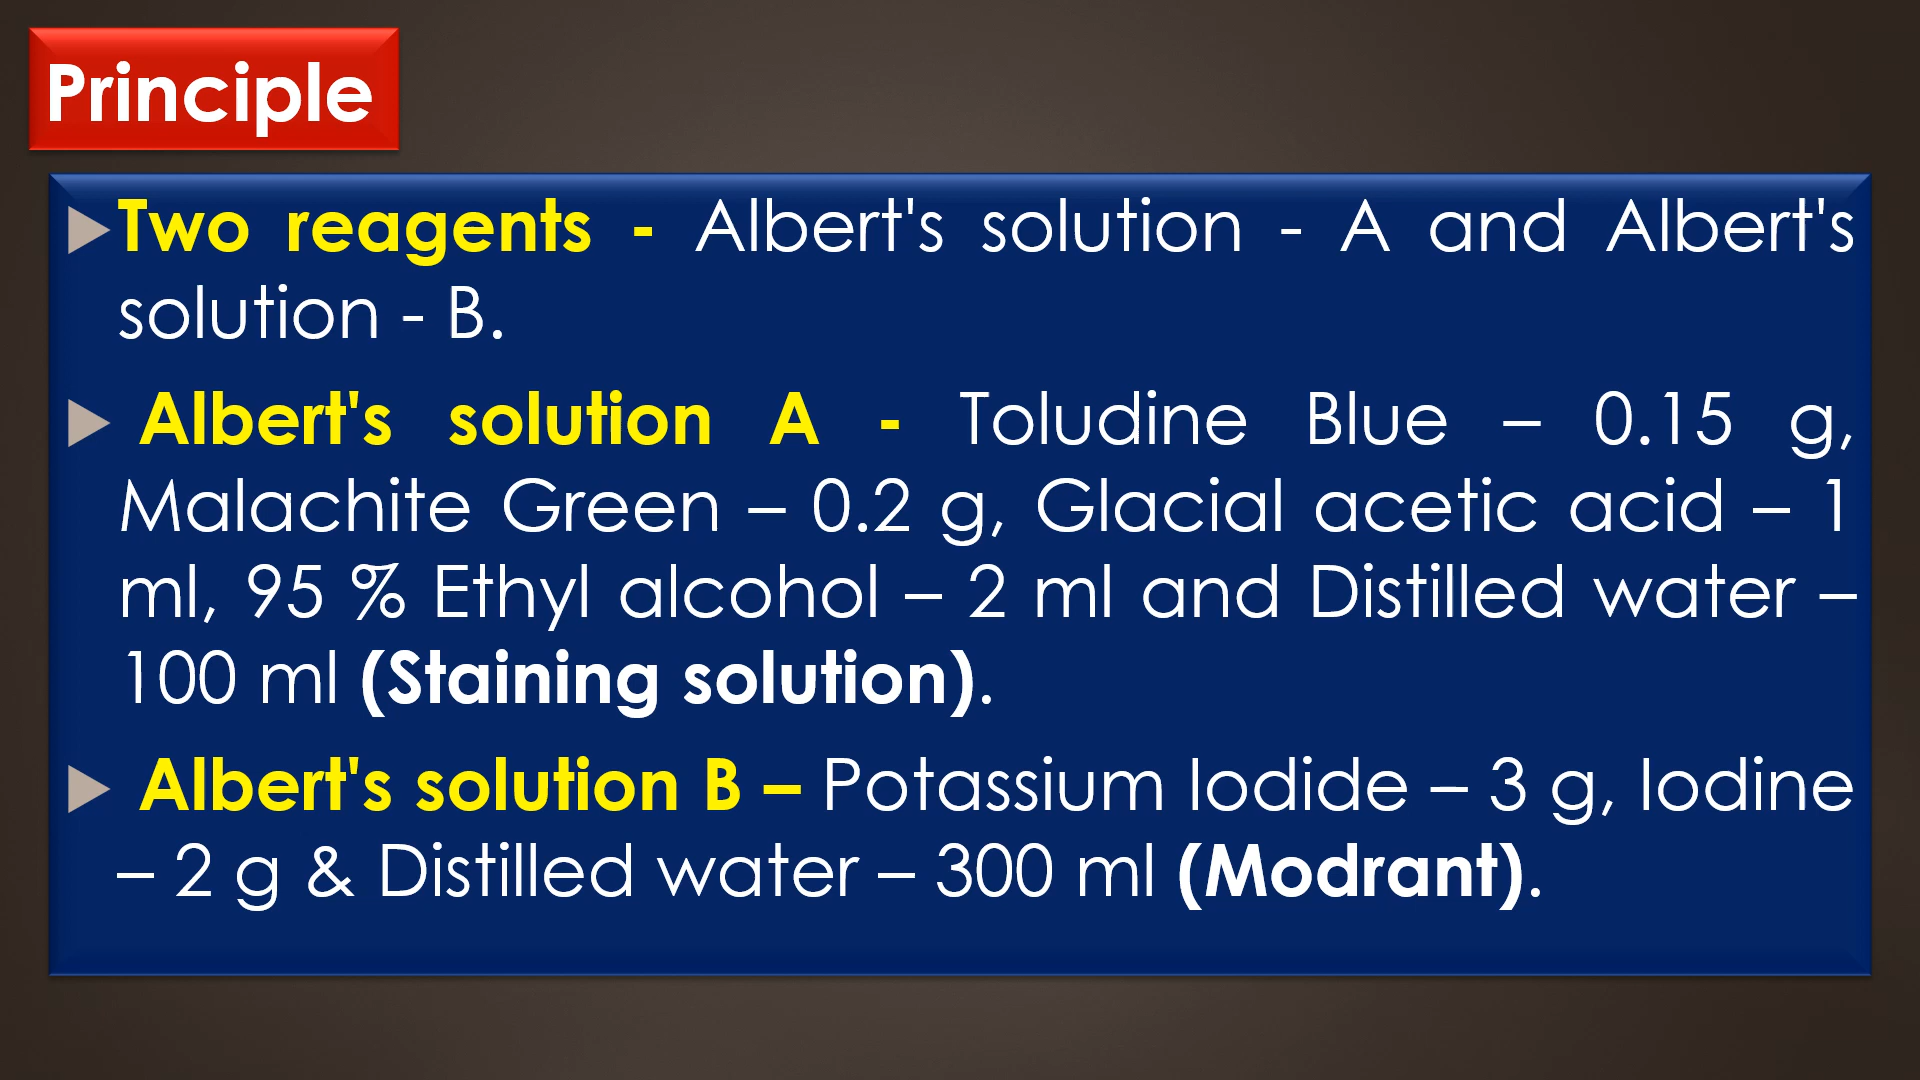 Principle
Two reagents - Albert's solution - A and Albert's
solution - B.
Albert's solution A - Toludine Blue – 0.15 g,
Malachite Green – 0.2 g, Glacial acetic acid – 1
ml, 95 % Ethyl alcohol – 2 ml and Distilled water –
100 ml (Staining solution).
Albert's solution B – Potassium Iodide – 3 g, Iodine
– 2 g & Distilled water – 300 ml (Modrant).